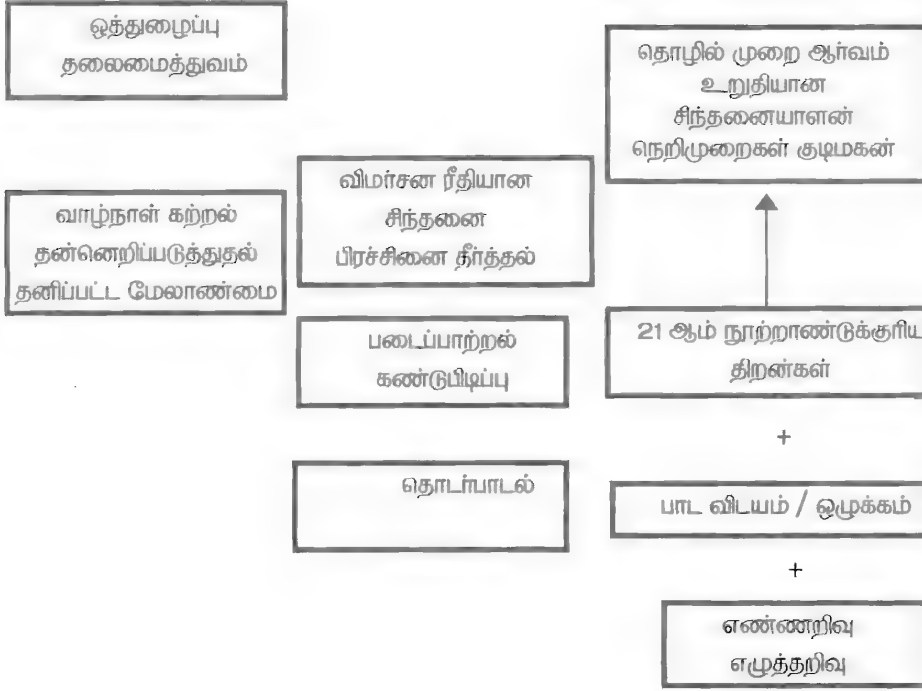 ஒத்துழைப்பு
தலைமைத்துவம்
வாழ்நாள் கற்றல்
தன்னெறிப்படுத்துதல்
தனிப்பட்ட மேலாண்மை
விமர்சன ரீதியான
சிந்தனை
பிரச்சினை தீர்த்தல்
படைப்பாற்றல்
கண்டுபிடிப்பு
தொடர்பாடல்
தொழில் முறை ஆர்வம்
உறுதியான
சிந்தனையாளன்
நெறிமுறைகள் குடிமகன்
21 ஆம் நூற்றாண்டுக்குரிய
திறன்கள்
+
பாட விடயம் / ஒழுக்கம்
+
எண்ணறிவு
எழுத்தறிவு